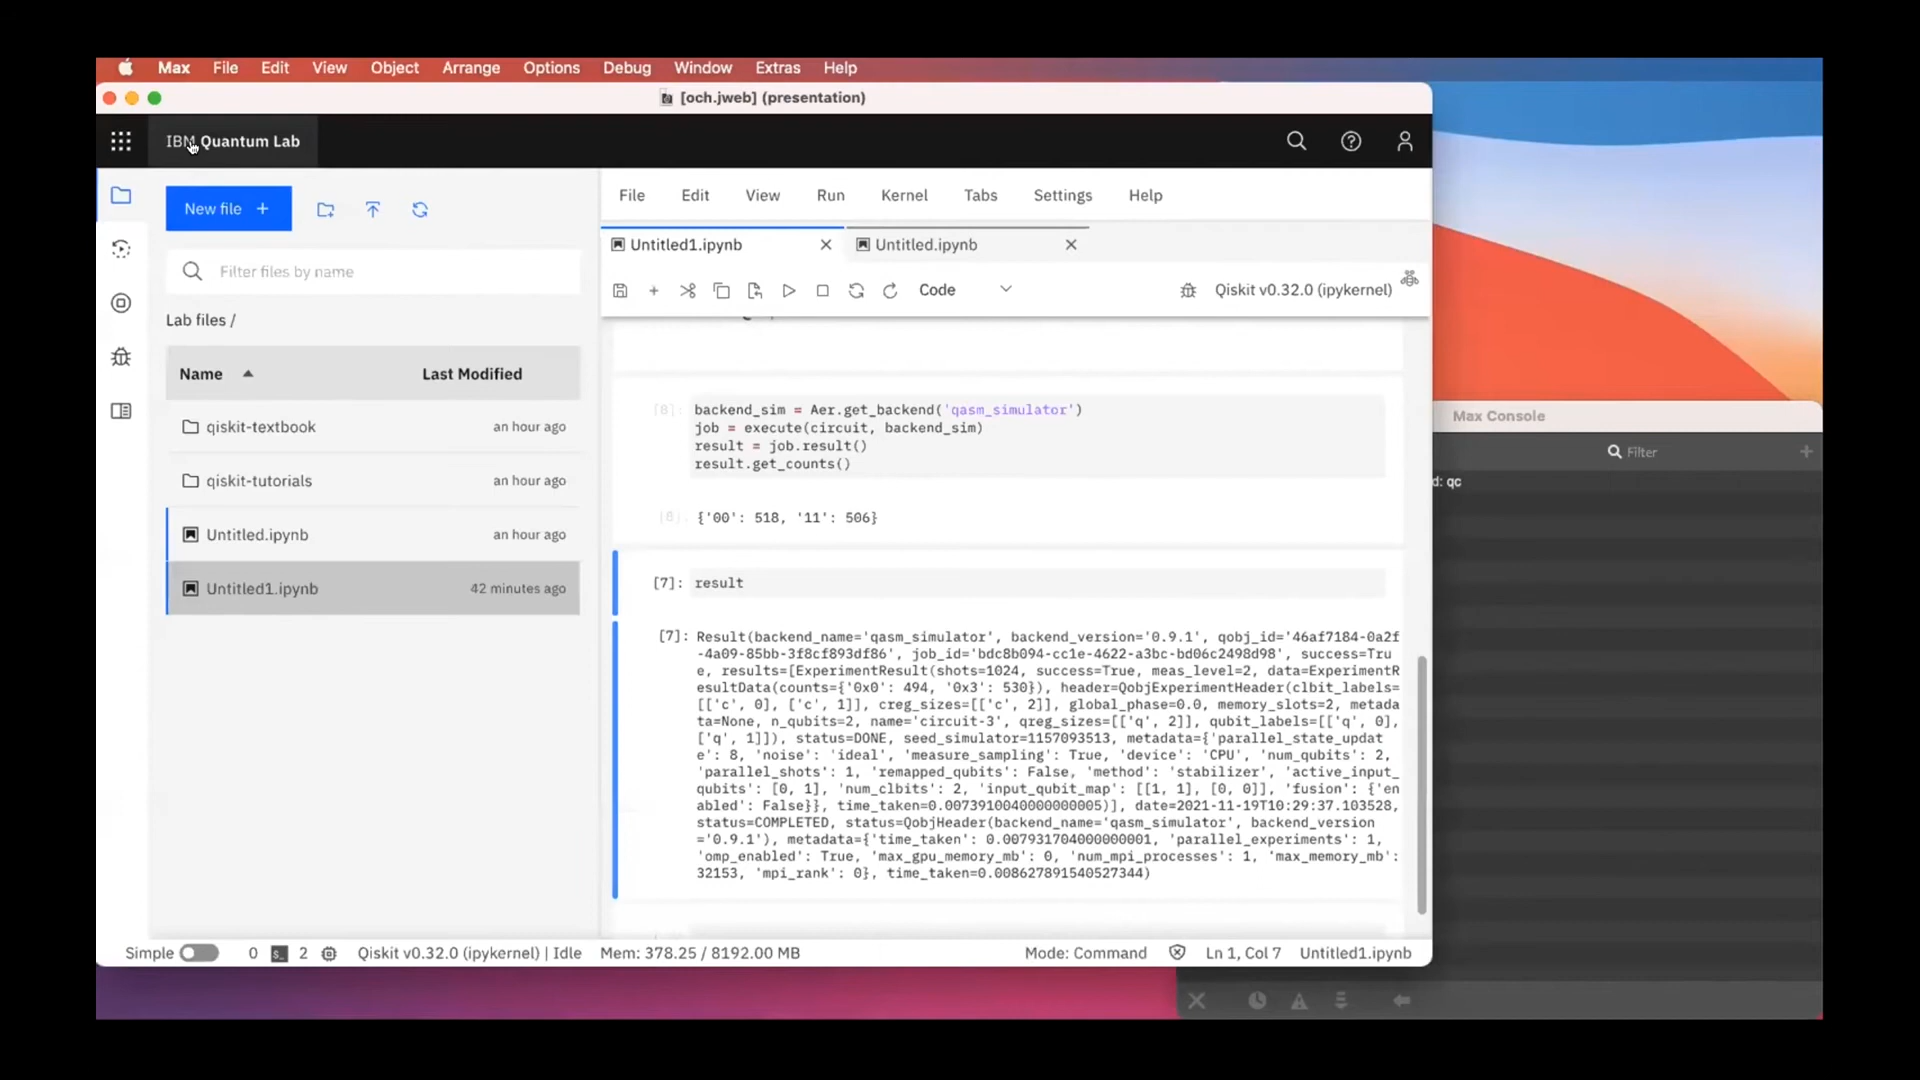 Max File Edit View Object Arrange Options Debug Window Extras Help
[och.jweb] (presentation)
IBM Quantum Lab
New file +
Filter files by name
Lab files /
Name Last Modified
qiskit-textbook an hour ago
qiskit-tutorials an hour ago
Untitled.ipynb an hour ago
Untitled1.ipynb 42 minutes ago
File Edit View Run Kernel Tabs Settings Help
Untitled1.ipynb Untitled.ipynb
Code Qiskit v0.32.0 (ipykernel)
[8]: backend_sim = Aer.get_backend('qasm_simulator')
job = execute(circuit, backend_sim)
result = job.result()
result.get_counts()
[8]: {'00': 518, '11': 506}
[7]: result
[7]: Result(backend_name='qasm_simulator', backend_version='0.9.1', qobj_id='46af7184-0a2f
-4a09-85bb-3f8cf893df86', job_id='bdc8b094-cc1e-4622-a3bc-bd06c2498d98', success=Tru
e, results=[ExperimentResult(shots=1024, success=True, meas_level=2, data=ExperimentR
esultData(counts={'0x0': 494, '0x3': 530}), header=QobjExperimentHeader(clbit_labels=
[['c', 0], ['c', 1]], creg_sizes=[['c', 2]], global_phase=0.0, memory_slots=2, metada
ta=None, n_qubits=2, name='circuit-3', qreg_sizes=[['q', 2]], qubit_labels=[['q', 0],
['q', 1]]), status=DONE, seed_simulator=1157093513, metadata={'parallel_state_updat
e': 8, 'noise': 'ideal', 'measure_sampling': True, 'device': 'CPU', 'num_qubits': 2,
'parallel_shots': 1, 'remapped_qubits': False, 'method': 'stabilizer', 'active_input_
qubits': [0, 1], 'num_clbits': 2, 'input_qubit_map': [[1, 1], [0, 0]], 'fusion': {'en
abled': False}}, time_taken=0.0073910040000000005)], date=2021-11-19T10:29:37.103528,
status=COMPLETED, status=QobjHeader(backend_name='qasm_simulator', backend_version
='0.9.1'), metadata={'time_taken': 0.007931704000000001, 'parallel_experiments': 1,
'omp_enabled': True, 'max_gpu_memory_mb': 0, 'num_mpi_processes': 1, 'max_memory_mb':
32153, 'mpi_rank': 0}, time_taken=0.008627891540527344)
Simple 0 2 Qiskit v0.32.0 (ipykernel) | Idle Mem: 378.25 / 8192.00 MB Mode: Command Ln 1, Col 7 Untitled1.ipynb
Max Console
Filter
d: qc